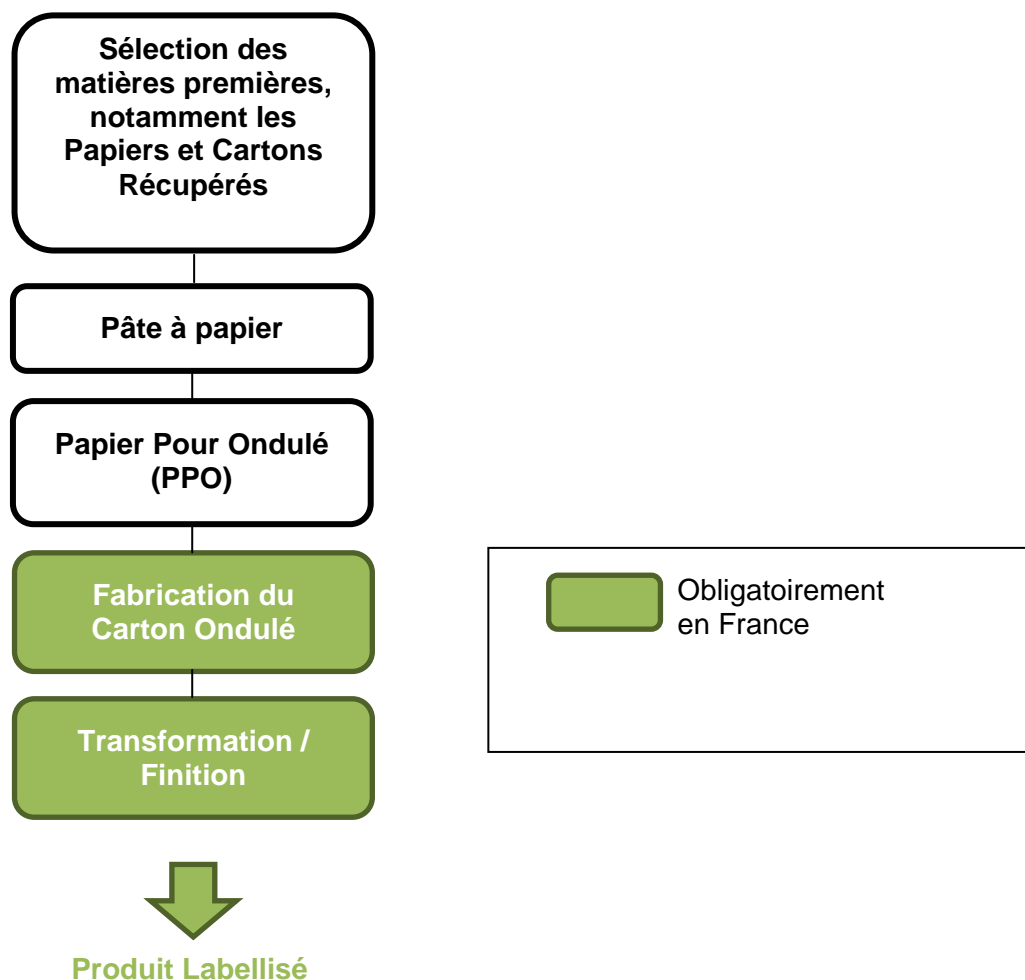 Sélection des
matières premières,
notamment les
Papiers et Cartons
Récupérés
Pâte à papier
Papier Pour Ondulé
(PPO)
Fabrication du
Carton Ondulé
Transformation /
Finition
Produit Labellisé
Obligatoirement
en France